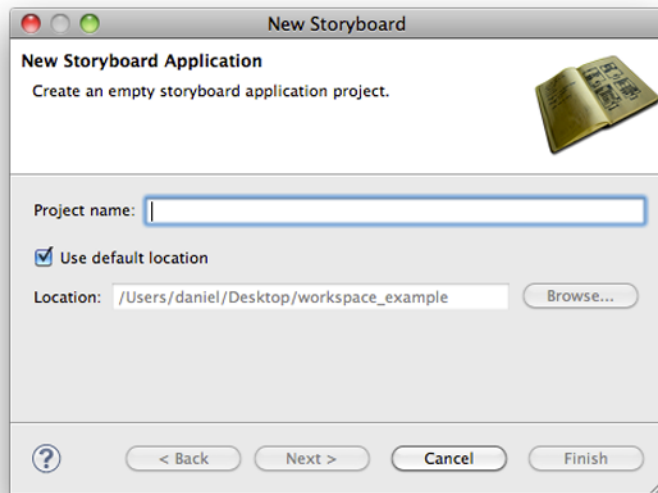 New Storyboard
New Storyboard Application
Create an empty storyboard application project.
Project name:
Use default location
Location: /Users/daniel/Desktop/workspace_example Browse...
? < Back Next > Cancel Finish